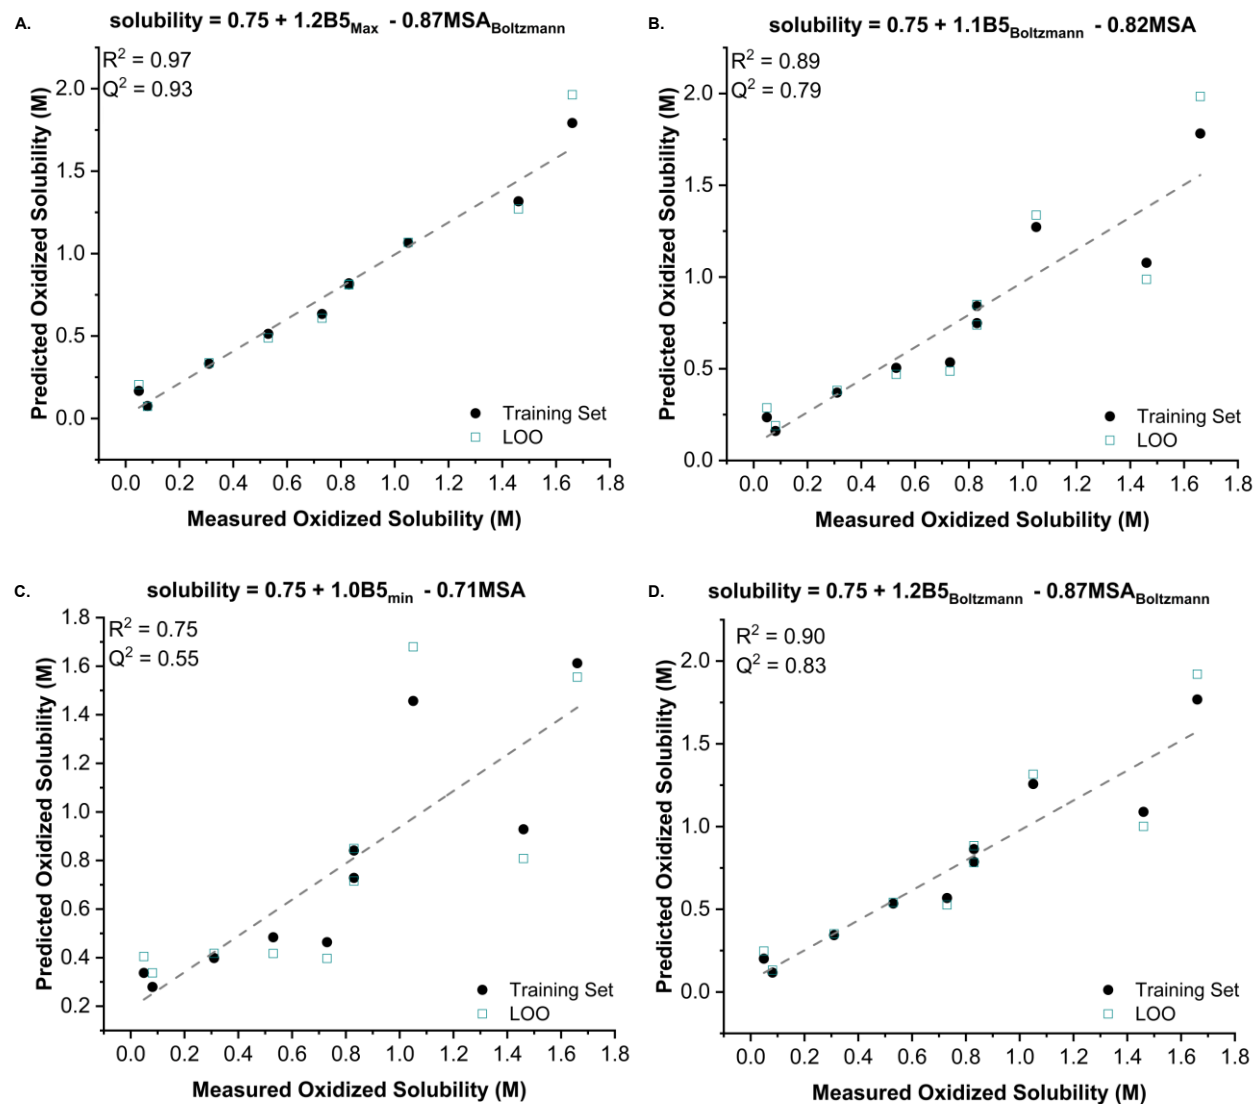 A.
solubility = 0.75 + 1.2B5Max - 0.87MSABoltzmann
R2 = 0.97
Q2 = 0.93
Predicted Oxidized Solubility (M)
2.0
1.5
1.0
0.5
0.0
Training Set
LOO
0.0 0.2 0.4 0.6 0.8 1.0 1.2 1.4 1.6 1.8
Measured Oxidized Solubility (M)
B.
solubility = 0.75 + 1.1B5Boltzmann - 0.82MSA
R2 = 0.89
Q2 = 0.79
Predicted Oxidized Solubility (M)
2.0
1.5
1.0
0.5
0.0
Training Set
LOO
0.0 0.2 0.4 0.6 0.8 1.0 1.2 1.4 1.6 1.8
Measured Oxidized Solubility (M)
C.
solubility = 0.75 + 1.0B5min - 0.71MSA
R2 = 0.75
Q2 = 0.55
Predicted Oxidized Solubility (M)
1.8
1.6
1.4
1.2
1.0
0.8
0.6
0.4
0.2
Training Set
LOO
0.0 0.2 0.4 0.6 0.8 1.0 1.2 1.4 1.6 1.8
Measured Oxidized Solubility (M)
D.
solubility = 0.75 + 1.2B5Boltzmann - 0.87MSABoltzmann
R2 = 0.90
Q2 = 0.83
Predicted Oxidized Solubility (M)
2.0
1.5
1.0
0.5
0.0
Training Set
LOO
0.0 0.2 0.4 0.6 0.8 1.0 1.2 1.4 1.6 1.8
Measured Oxidized Solubility (M)